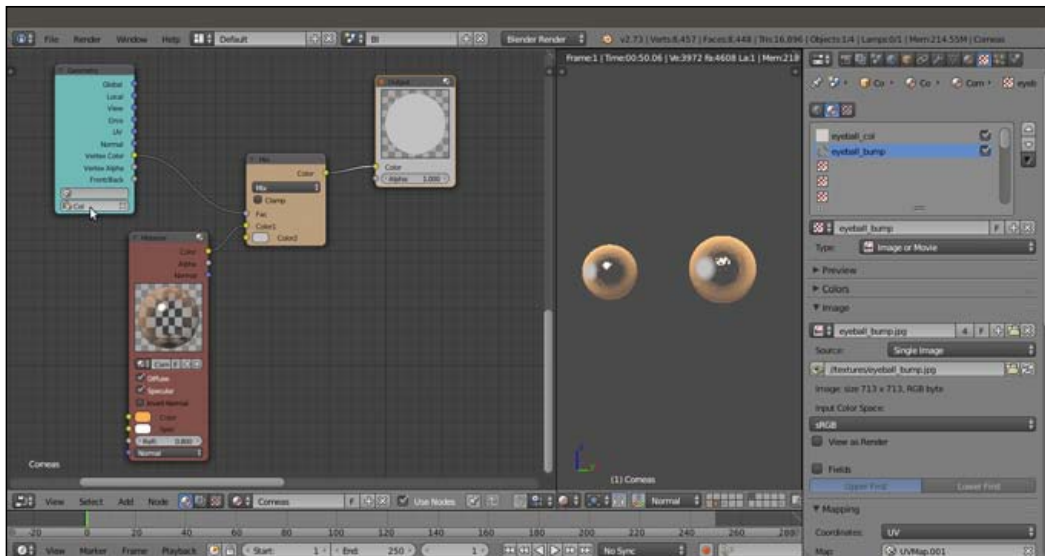 File Render Window Help Default BI Blender Render v2.73 | Verts:8,457 | Faces:8,448 | Tris:16,896 | Objects:1/4 | Lamps:0/1 | Mem:214.55M | Corneas
Frame:1 | Time:00:50.06 | Ve:3972 Fa:4608 La:1 | Mem:218
Geometry
Global
Local
View
Orco
UV
Normal
Vertex Color
Vertex Alpha
Front/Back
Col
Output
Color
Alpha: 1.000
Mix
Color
Mix
Clamp
Fac
Color1
Color2
Material
Color
Alpha
Normal
Corn F
Diffuse
Specular
Invert Normal
Color
Spec
Refl: 0.800
Normal
Corneas
(1) Corneas
Co Co Corn eyeb
eyeball_col
eyeball_bump
eyeball_bump F
Type: Image or Movie
Preview
Colors
Image
eyeball_bump.jpg 4 F
Source: Single Image
//textures/eyeball_bump.jpg
Image: size 713 x 713, RGB byte
Input Color Space:
sRGB
View as Render
Fields
Upper First Lower First
Mapping
Coordinates: UV
Map: UVMap.001
View Select Add Node Corneas F Use Nodes Normal
-20 0 20 40 60 80 100 120 140 160 180 200 220 240 260 280
View Marker Frame Playback Start: 1 End: 250 1 No Sync